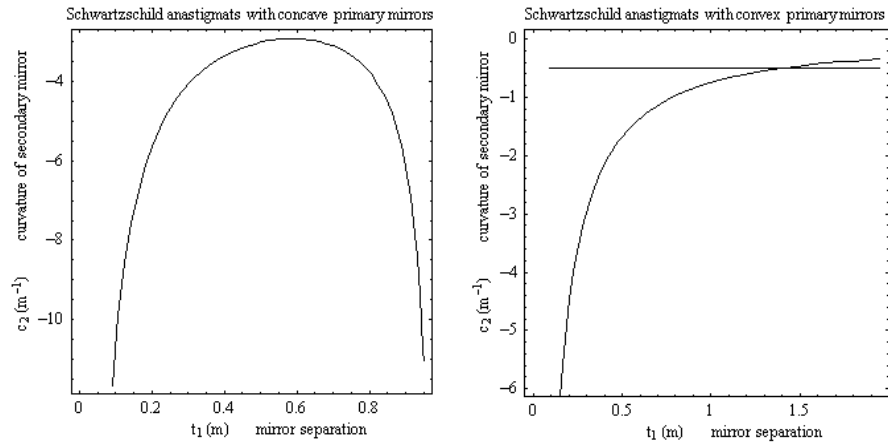 Schwartzschild anastigmats with concave primary mirrors
c2 (m-1) curvature of secondary mirror
-4
-6
-8
-10
0 0.2 0.4 0.6 0.8
t1 (m) mirror separation
Schwartzschild anastigmats with convex primary mirrors
c2 (m-1) curvature of secondary mirror
0
-1
-2
-3
-4
-5
-6
0 0.5 1 1.5
t1 (m) mirror separation